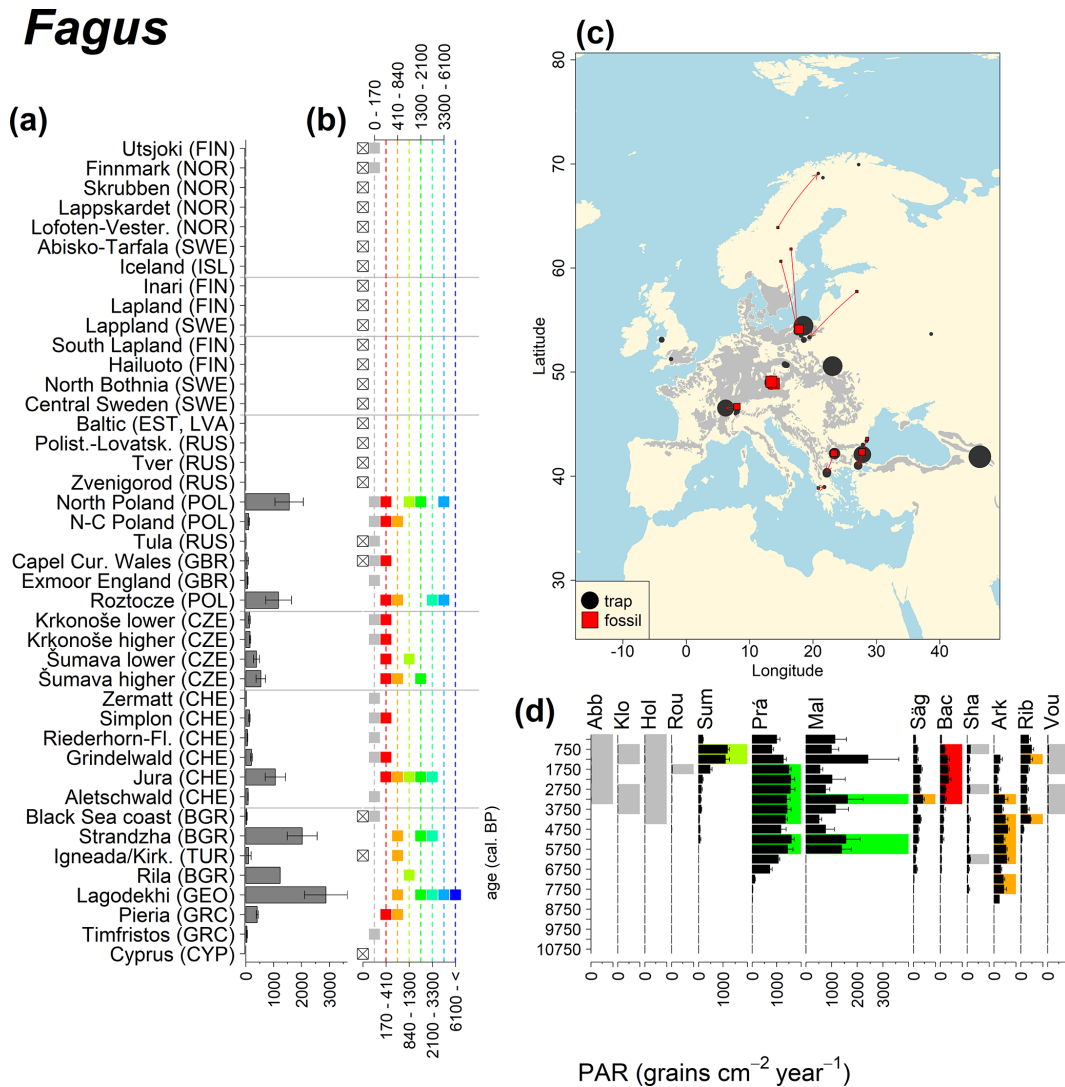 Fagus
(a)
(b)
0 - 170
410 - 840
1300 - 2100
3300 - 6100
Utsjoki (FIN)
Finnmark (NOR)
Skrubben (NOR)
Lappskardet (NOR)
Lofoten-Vester. (NOR)
Abisko-Tarfala (SWE)
Iceland (ISL)
Inari (FIN)
Lapland (FIN)
Lappland (SWE)
South Lapland (FIN)
Hailuoto (FIN)
North Bothnia (SWE)
Central Sweden (SWE)
Baltic (EST, LVA)
Polist.-Lovatsk. (RUS)
Tver (RUS)
Zvenigorod (RUS)
North Poland (POL)
N-C Poland (POL)
Tula (RUS)
Capel Cur. Wales (GBR)
Exmoor England (GBR)
Roztocze (POL)
Krkonoše lower (CZE)
Krkonoše higher (CZE)
Šumava lower (CZE)
Šumava higher (CZE)
Zermatt (CHE)
Simplon (CHE)
Riederhorn-Fl. (CHE)
Grindelwald (CHE)
Jura (CHE)
Aletschwald (CHE)
Black Sea coast (BGR)
Strandzha (BGR)
Igneada/Kirk. (TUR)
Rila (BGR)
Lagodekhi (GEO)
Pieria (GRC)
Timfristos (GRC)
Cyprus (CYP)
0
1000
2000
3000
170 - 410
840 - 1300
2100 - 3300
6100 - <
age (cal. BP)
(c)
80
70
60
50
40
30
Latitude
trap
fossil
-10
0
10
20
30
40
Longitude
(d)
Abb
Klo
Hol
Rou
Sum
Prá
Mal
Ság
Bac
Sha
Ark
Rib
Vou
750
1750
2750
3750
4750
5750
6750
7750
8750
9750
10750
0
0
0
0
0
1000
0
1000
0
1000
2000
3000
0
0
0
0
0
0
PAR (grains cm−2 year−1)